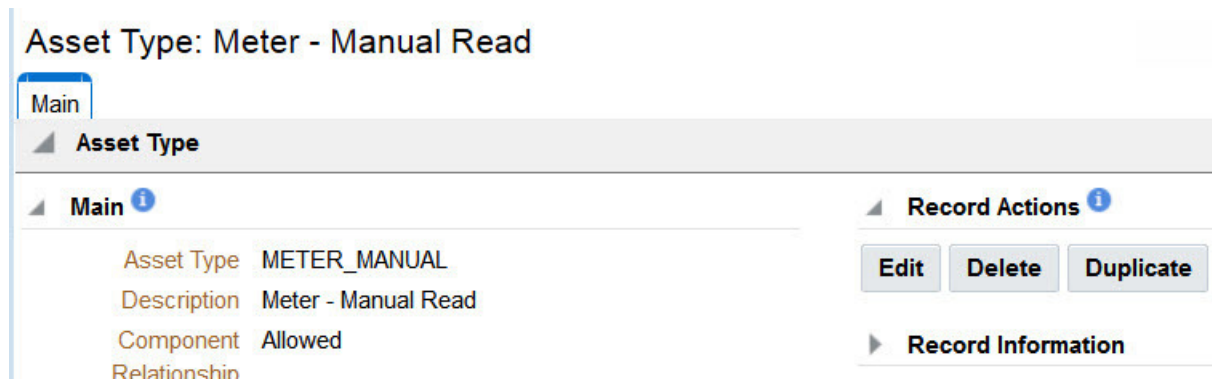 Asset Type: Meter - Manual Read
Main
Asset Type
Main
Record Actions
Asset Type METER_MANUAL
Edit Delete Duplicate
Description Meter - Manual Read
Component Allowed
Relationship
Record Information